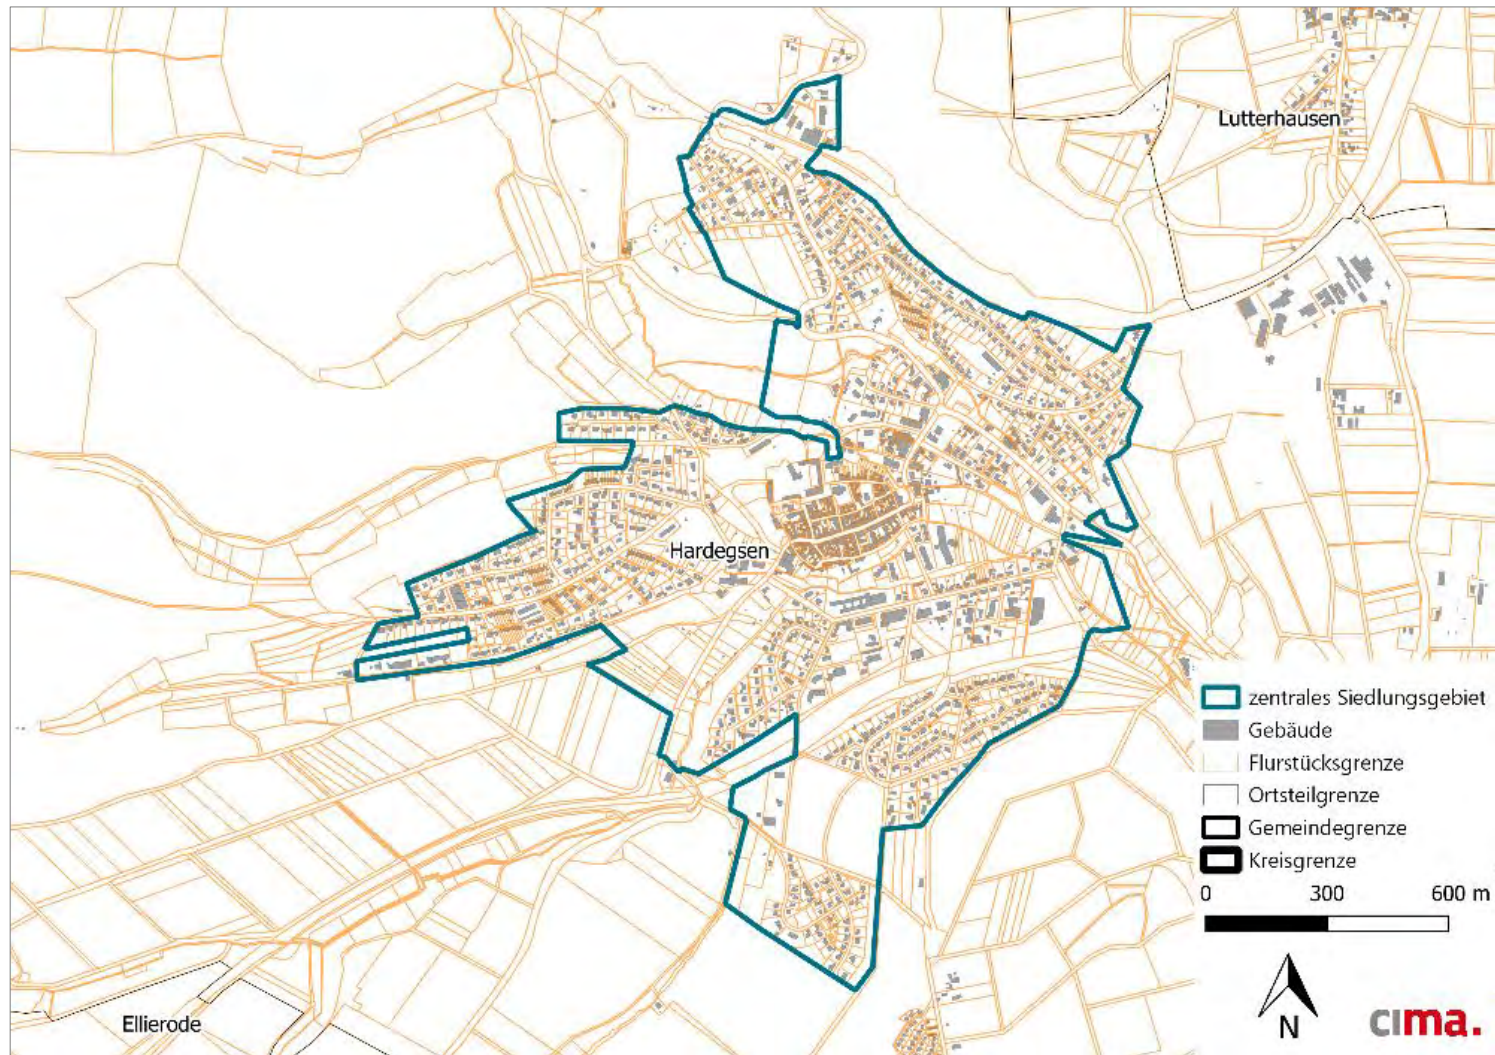 Lutterhausen
Hardegsen
Ellierode
zentrales Siedlungsgebiet
Gebäude
Flurstücksgrenze
Ortsteilgrenze
Gemeindegrenze
Kreisgrenze
0 300 600 m
N
cima.